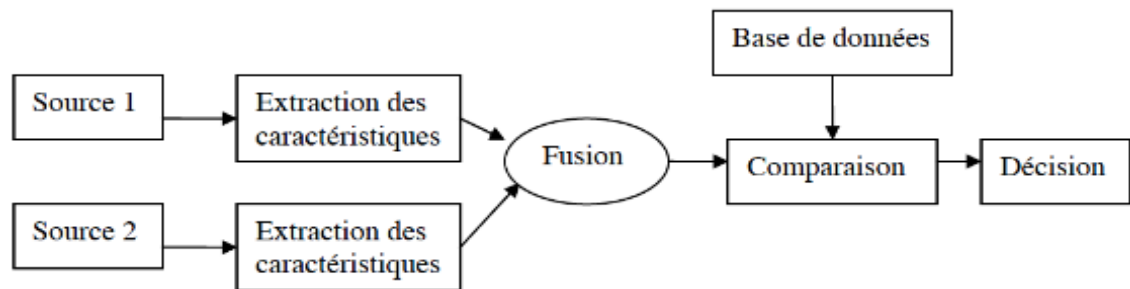 Base de données
Source 1
Extraction des
caractéristiques
Fusion
Comparaison
Décision
Source 2
Extraction des
caractéristiques